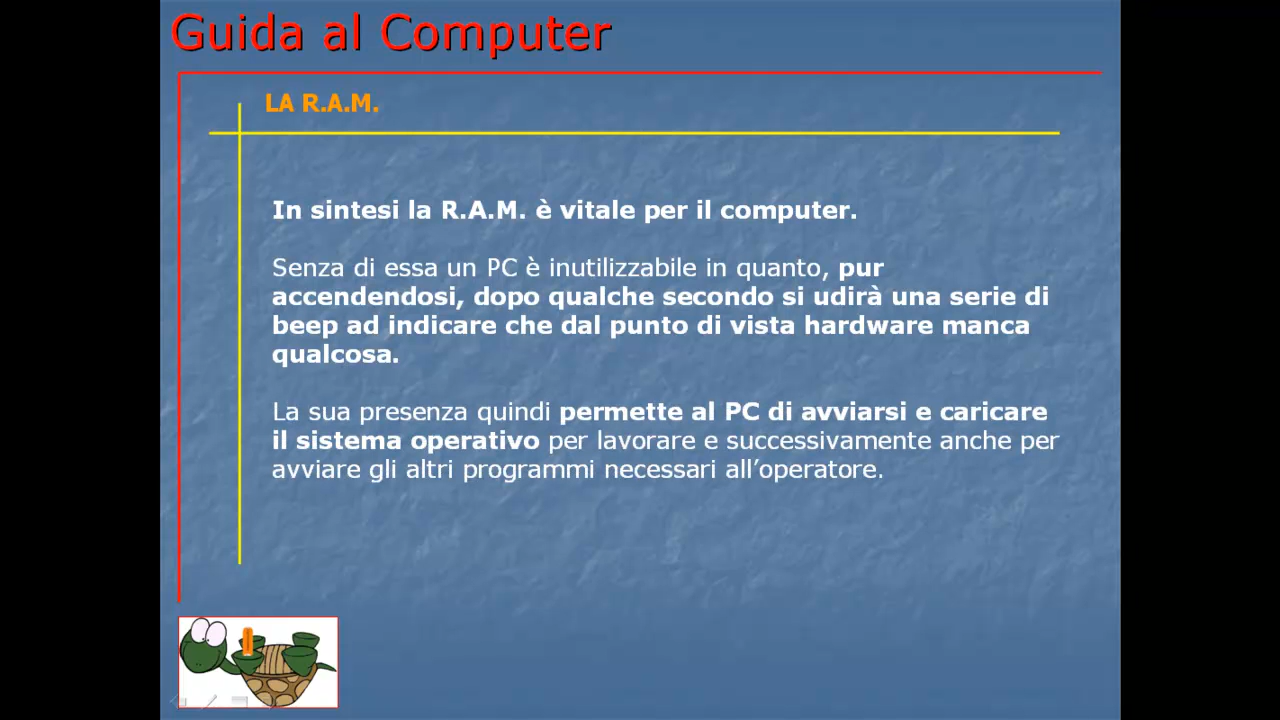 Guida al Computer
LA R.A.M.
In sintesi la R.A.M. è vitale per il computer.
Senza di essa un PC è inutilizzabile in quanto, pur
accendendosi, dopo qualche secondo si udirà una serie di
beep ad indicare che dal punto di vista hardware manca
qualcosa.
La sua presenza quindi permette al PC di avviarsi e caricare
il sistema operativo per lavorare e successivamente anche per
avviare gli altri programmi necessari all’operatore.